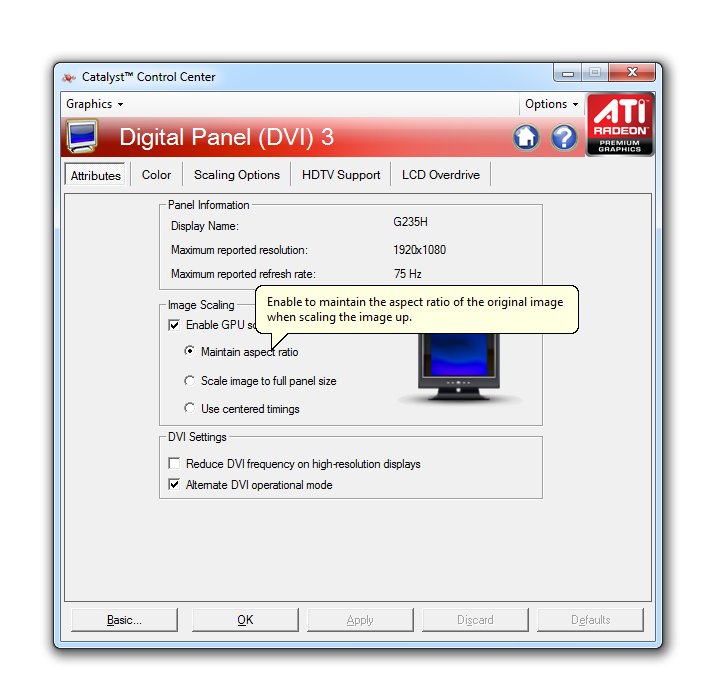 Catalyst™ Control Center
Graphics
Options
ATI
RADEON
PREMIUM
GRAPHICS
Digital Panel (DVI) 3
Attributes
Color
Scaling Options
HDTV Support
LCD Overdrive
Panel Information
Display Name:
G235H
Maximum reported resolution:
1920x1080
Maximum reported refresh rate:
75 Hz
Enable to maintain the aspect ratio of the original image
when scaling the image up.
Image Scaling
Enable GPU
Maintain aspect ratio
Scale image to full panel size
Use centered timings
DVI Settings
Reduce DVI frequency on high-resolution displays
Alternate DVI operational mode
Basic...
OK
Apply
Discard
Defaults